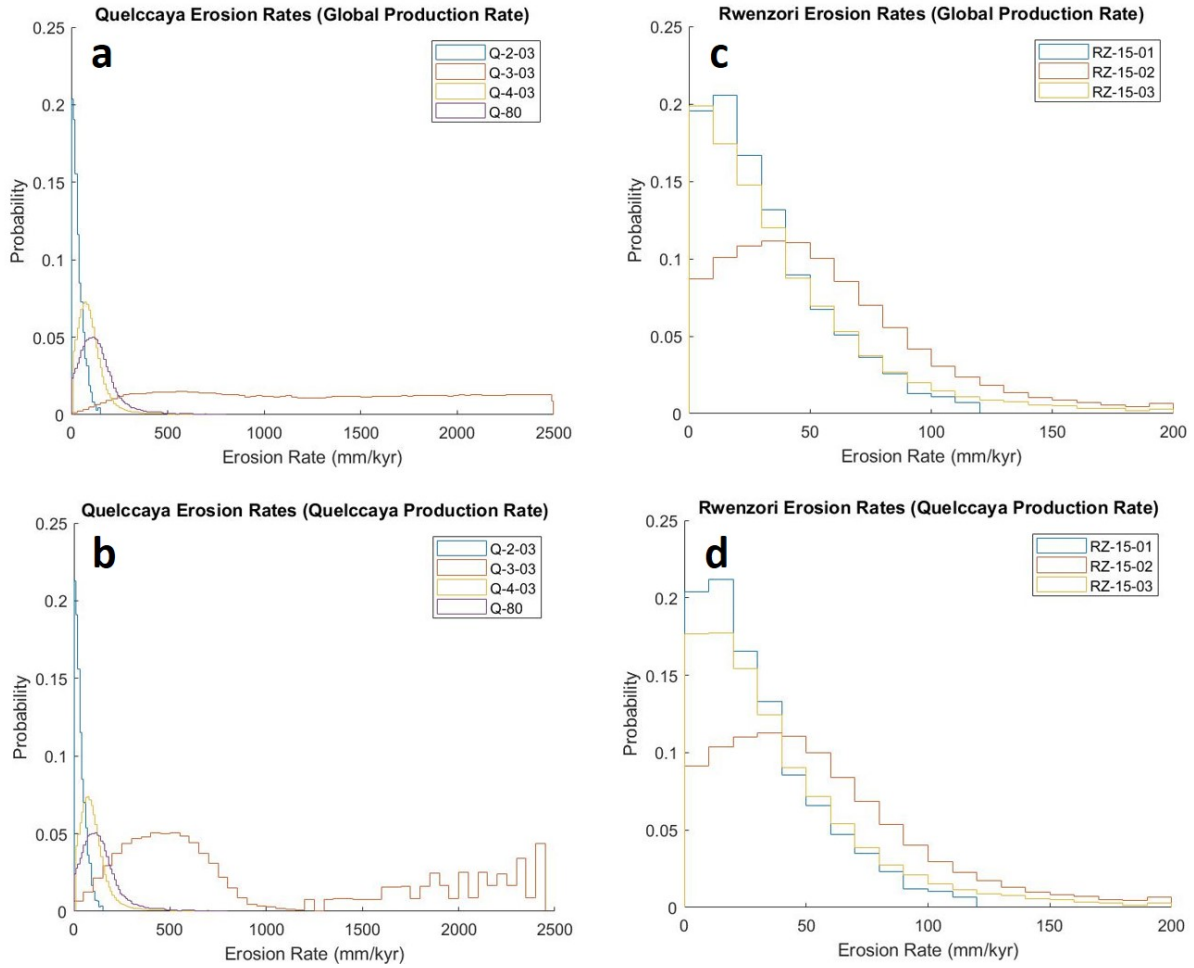 Quelccaya Erosion Rates (Global Production Rate)
a
0.25
0.2
0.15
0.1
0.05
0
Probability
Q-2-03
Q-3-03
Q-4-03
Q-80
0 500 1000 1500 2000 2500
Erosion Rate (mm/kyr)
Rwenzori Erosion Rates (Global Production Rate)
c
0.25
0.2
0.15
0.1
0.05
0
Probability
RZ-15-01
RZ-15-02
RZ-15-03
0 50 100 150 200
Erosion Rate (mm/kyr)
Quelccaya Erosion Rates (Quelccaya Production Rate)
b
0.25
0.2
0.15
0.1
0.05
0
Probability
Q-2-03
Q-3-03
Q-4-03
Q-80
0 500 1000 1500 2000 2500
Erosion Rate (mm/kyr)
Rwenzori Erosion Rates (Quelccaya Production Rate)
d
0.25
0.2
0.15
0.1
0.05
0
Probability
RZ-15-01
RZ-15-02
RZ-15-03
0 50 100 150 200
Erosion Rate (mm/kyr)